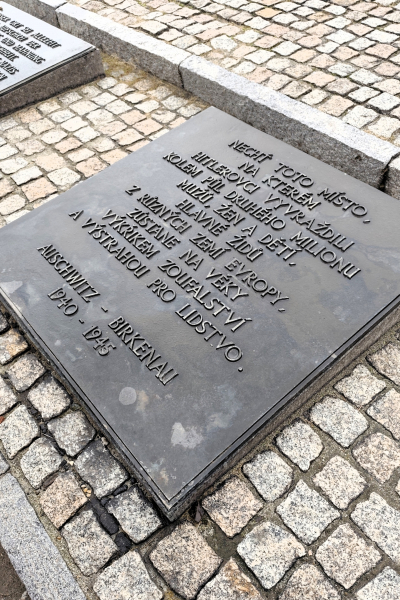 NECHŤ TOTO MÍSTO,
NA KTERÉM
HITLEROVCI VYVRAŽDILI
KOLEM PŮL DRUHÉHO MILIONU
MUŽŮ, ŽEN A DĚTÍ,
HLAVNĚ ŽIDŮ
Z RŮZNÝCH ZEMÍ EVROPY,
ZŮSTANE NA VĚKY
VÝKŘIKEM ZOUFALSTVÍ
A VÝSTRAHOU PRO LIDSTVO.
AUSCHWITZ - BIRKENAU
1940 - 1945